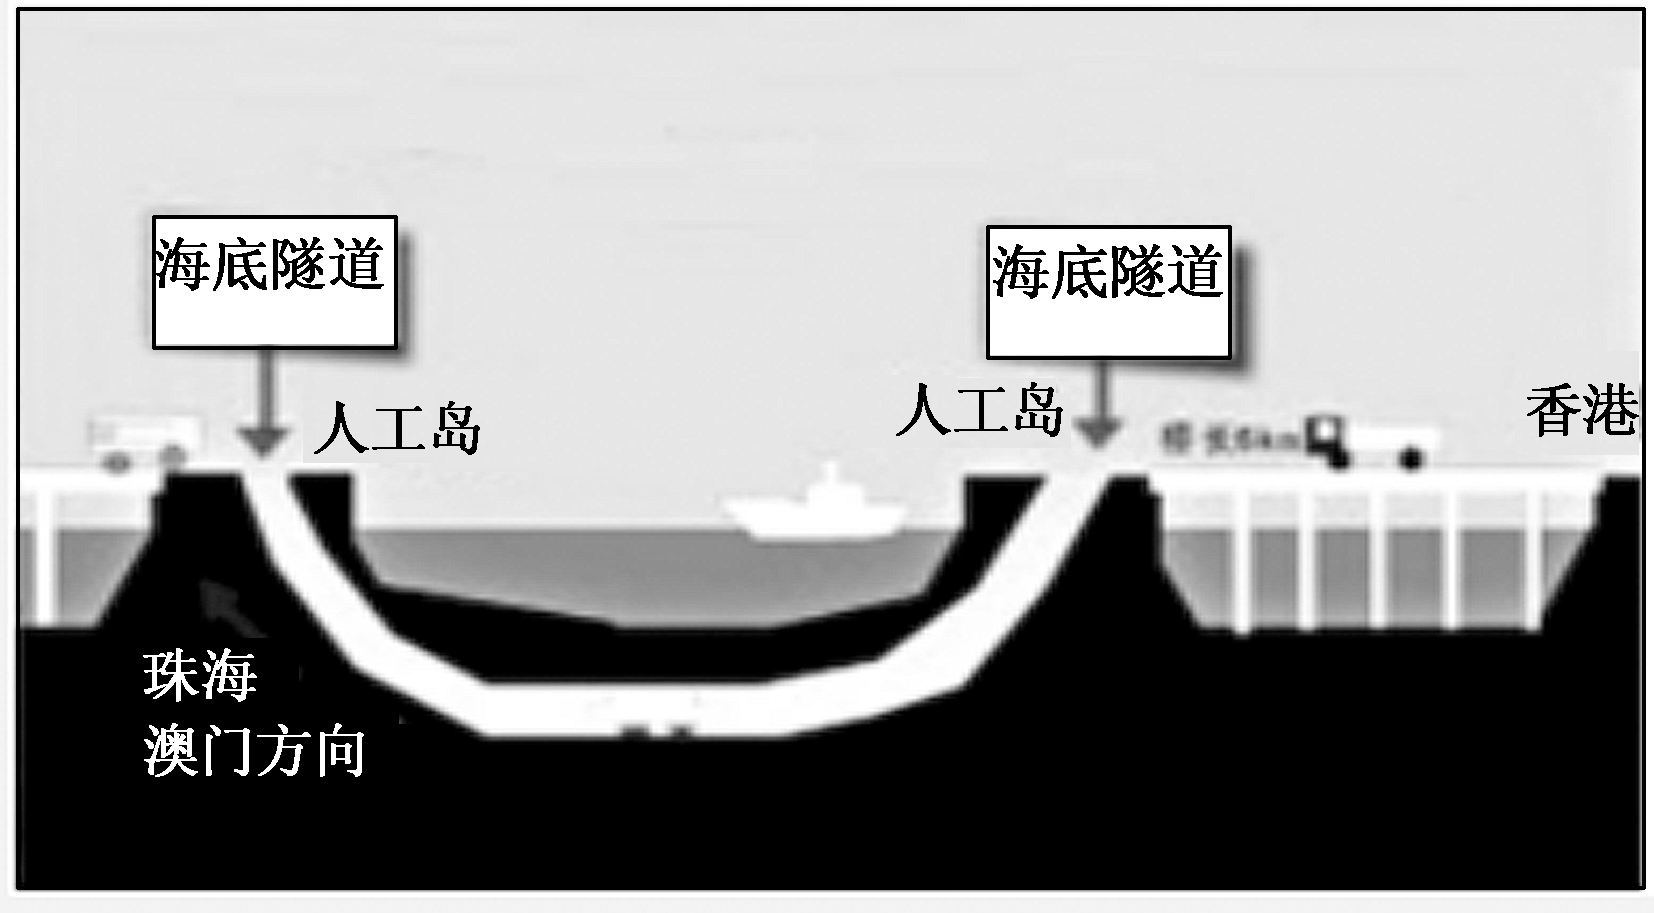 海底隧道
海底隧道
人工岛
人工岛
香港
珠海
澳门方向